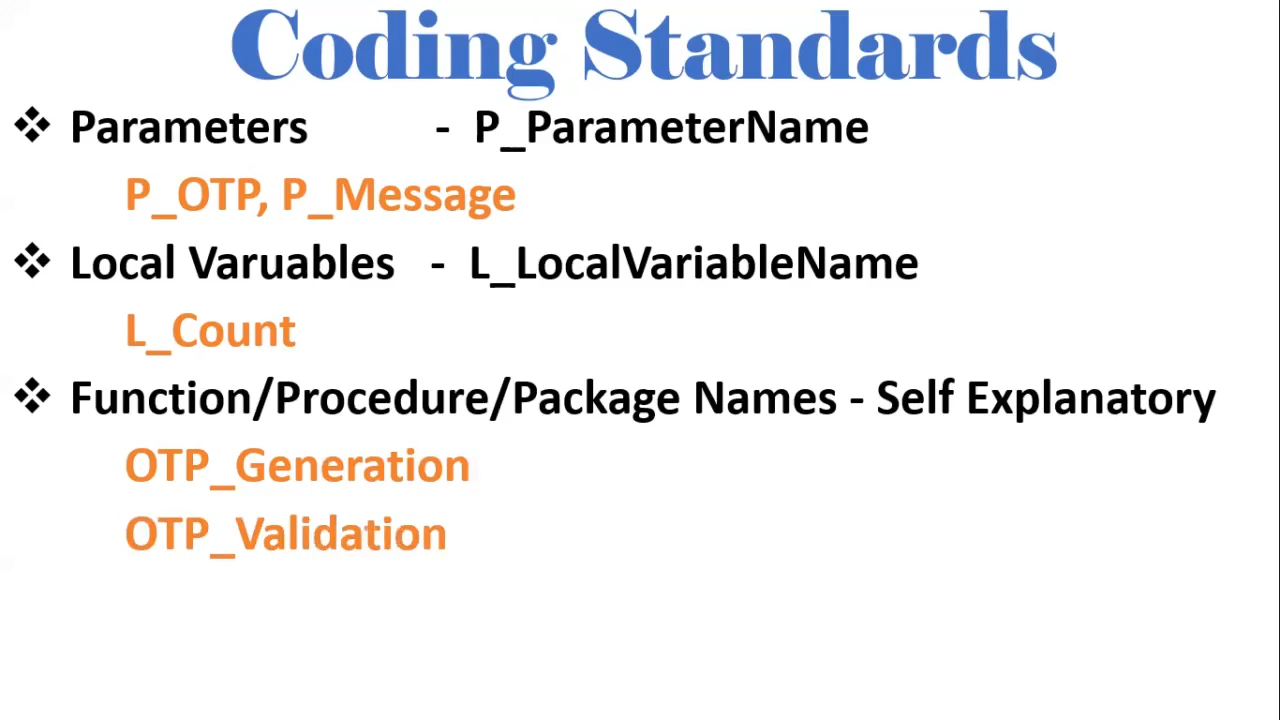 Coding Standards
❖ Parameters - P_ParameterName
P_OTP, P_Message
❖ Local Varuables - L_LocalVariableName
L_Count
❖ Function/Procedure/Package Names - Self Explanatory
OTP_Generation
OTP_Validation